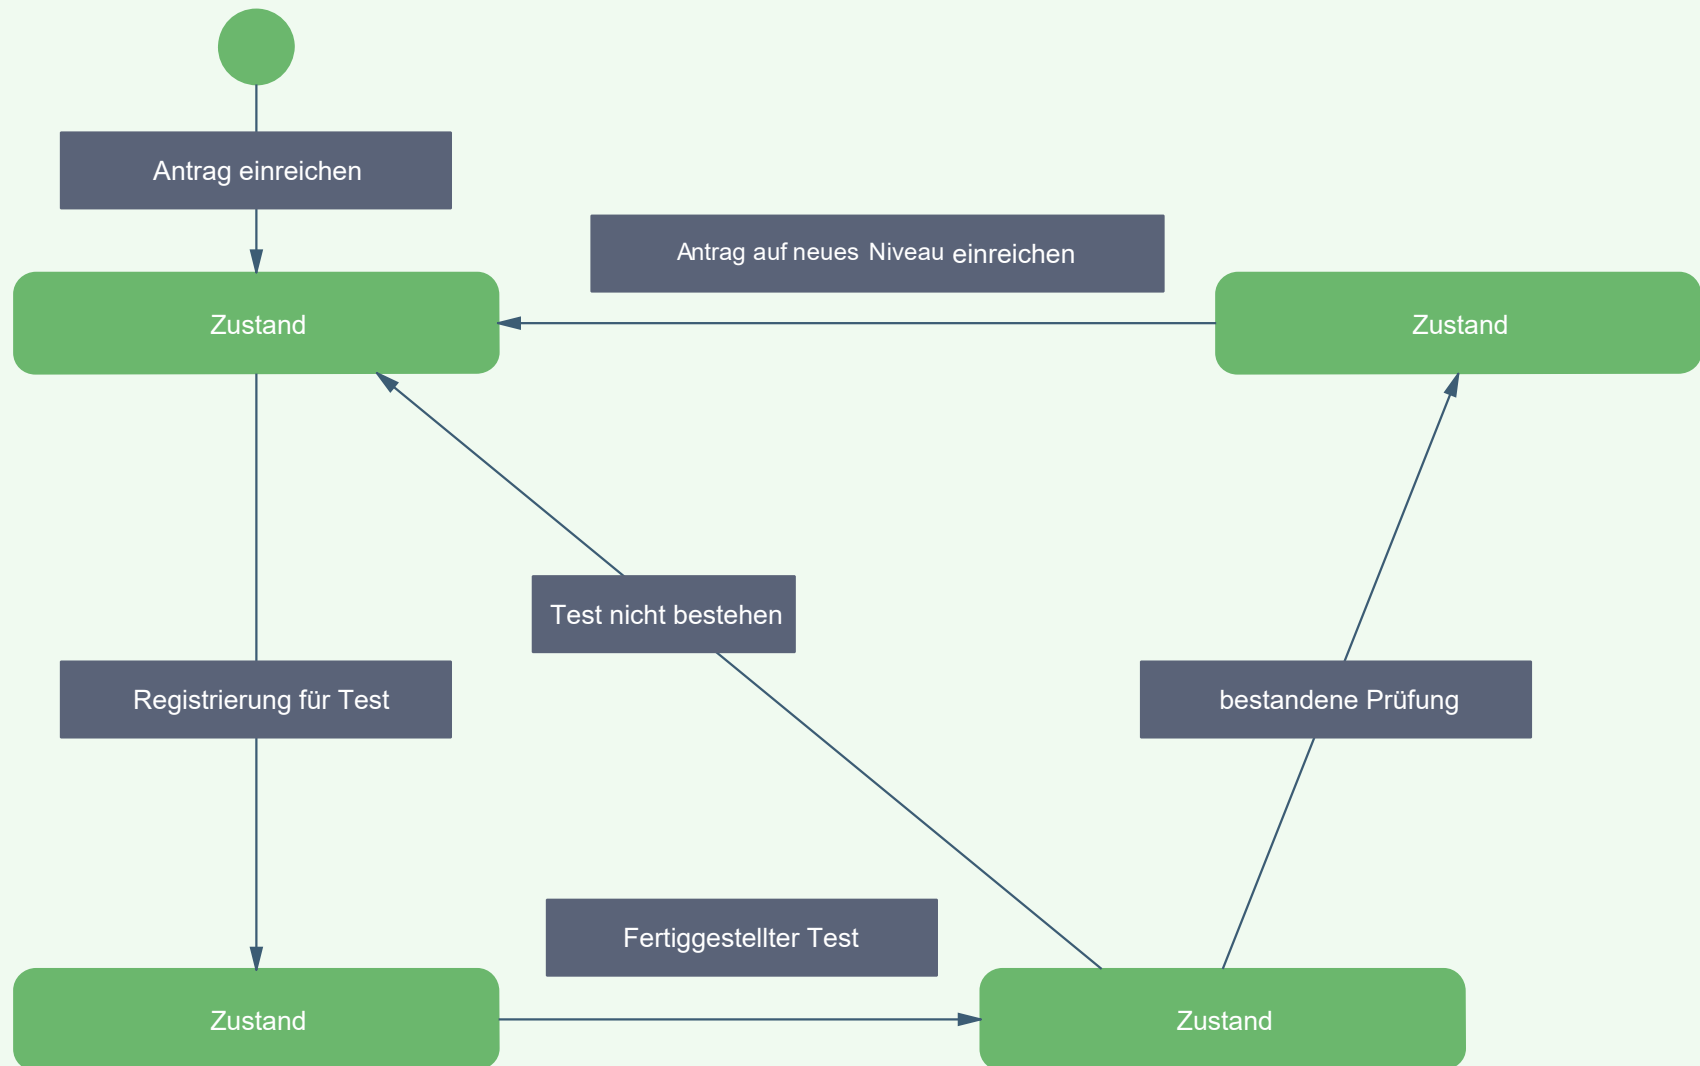 Antrag einreichen
Antrag auf neues Niveau einreichen
Zustand
Zustand
Test nicht bestehen
Registrierung für Test
bestandene Prüfung
Fertiggestellter Test
Zustand
Zustand